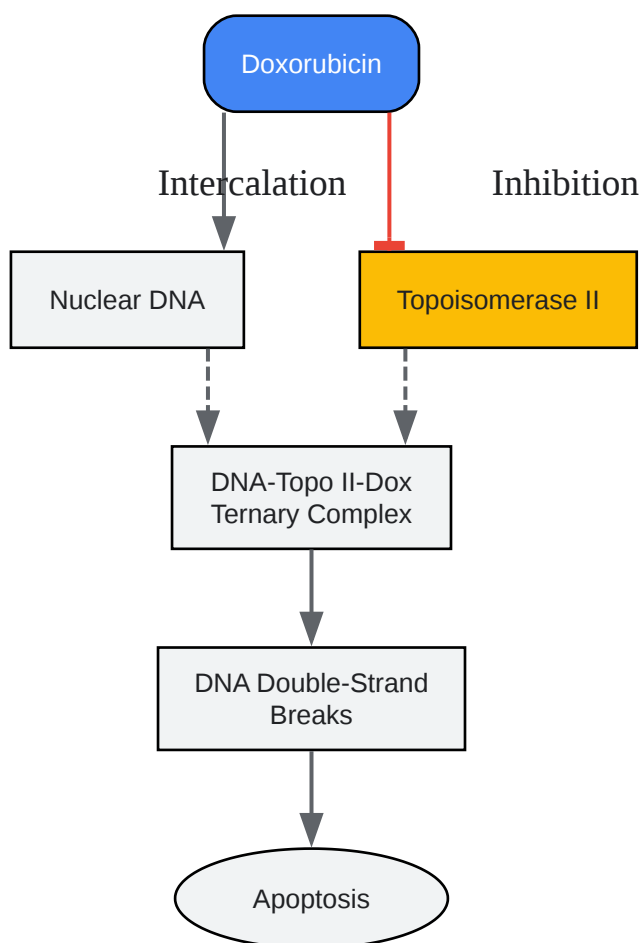 Doxorubicin
Intercalation
Inhibition
Nuclear DNA
Topoisomerase II
DNA-Topo II-Dox
Ternary Complex
DNA Double-Strand
Breaks
Apoptosis